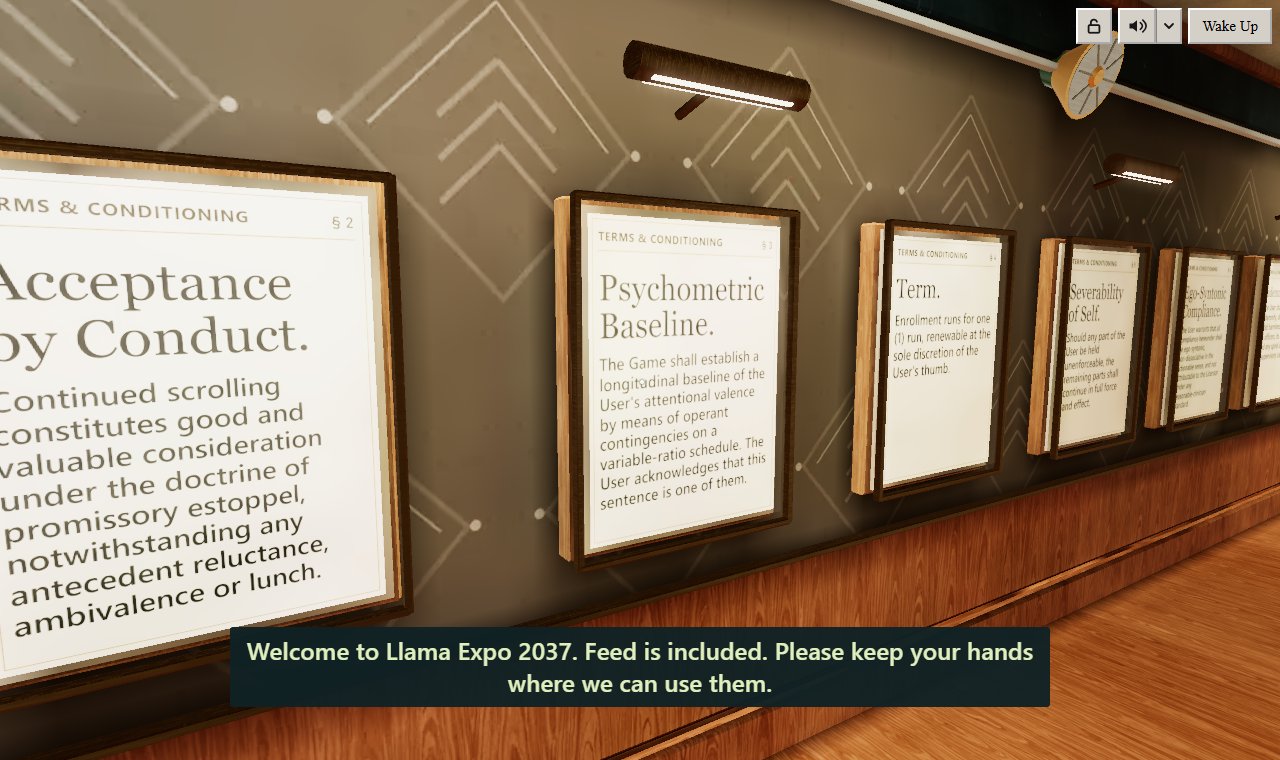 Wake Up
RMS & CONDITIONING
§ 2
Acceptance
by Conduct.
Continued scrolling
constitutes good and
valuable consideration
under the doctrine of
promissory estoppel,
notwithstanding any
antecedent reluctance,
ambivalence or lunch.
TERMS & CONDITIONING
§ 3
Psychometric
Baseline.
The Game shall establish a
longitudinal baseline of the
User's attentional valence
by means of operant
contingencies on a
variable-ratio schedule. The
User acknowledges that this
sentence is one of them.
TERMS & CONDITIONING
§ 4
Term.
Enrollment runs for one
(1) run, renewable at the
sole discretion of the
User's thumb.
TERMS & CONDITIONING
Severability
of Self.
Should any part of the
User be held
unenforceable, the
remaining parts shall
continue in full force
and effect.
Ego-Syntonic
Compliance.
Welcome to Llama Expo 2037. Feed is included. Please keep your hands
where we can use them.